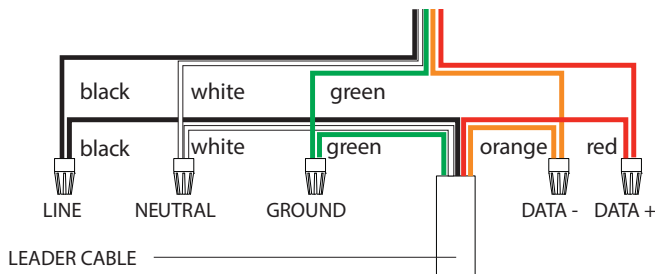 black white green
black white green orange red
LINE NEUTRAL GROUND DATA - DATA +
LEADER CABLE